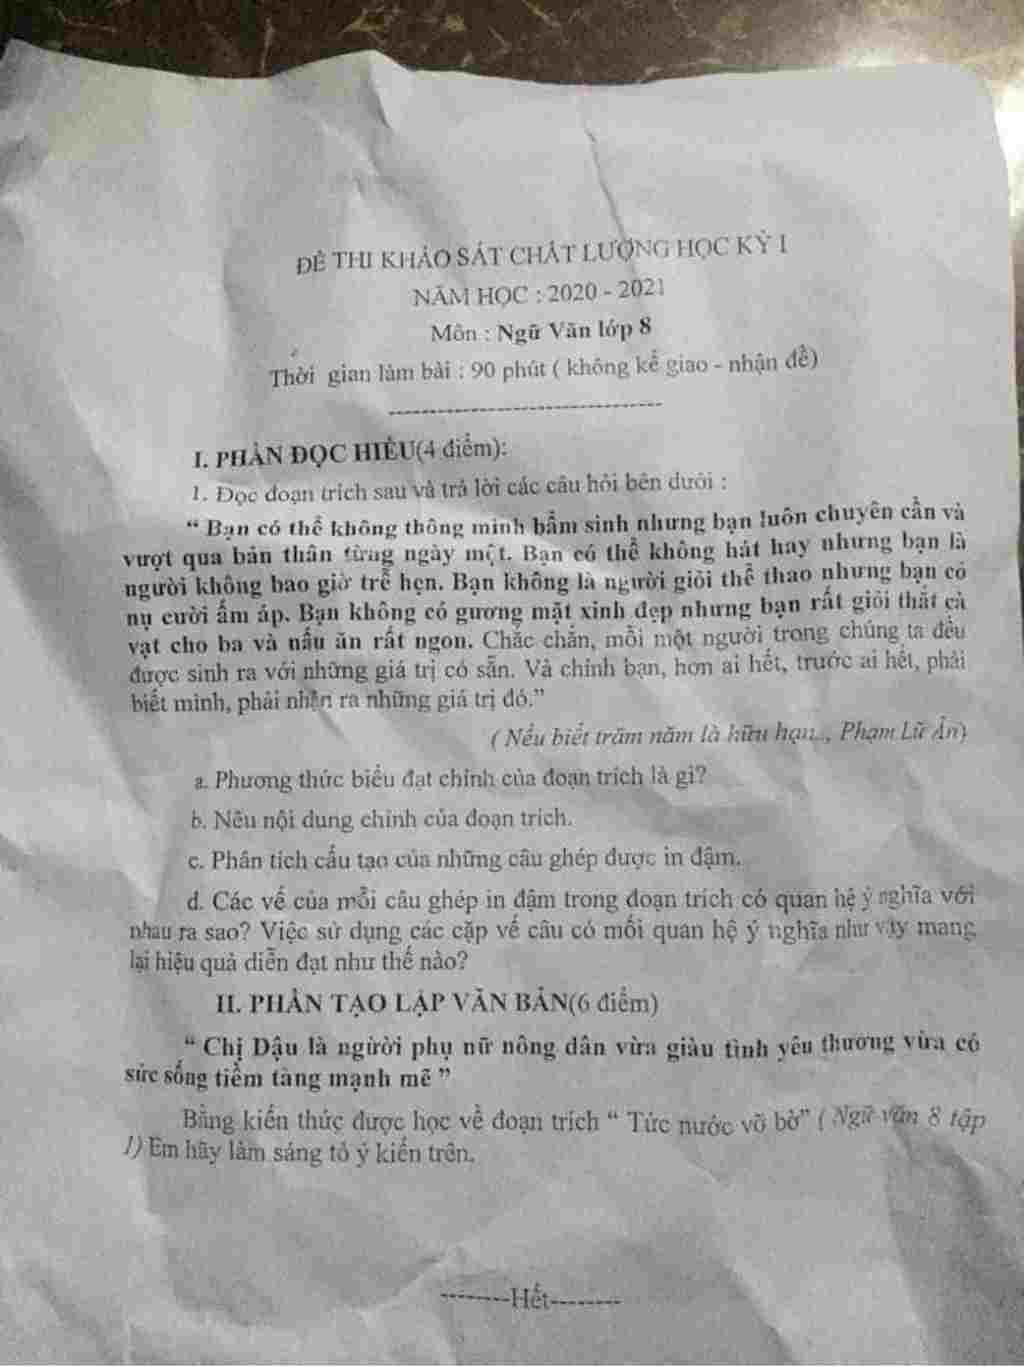 ĐỀ THI KHẢO SÁT CHẤT LƯỢNG HỌC KỲ I
NĂM HỌC : 2020 - 2021
Môn : Ngữ Văn lớp 8
Thời gian làm bài : 90 phút ( không kể giao - nhận đề)
I. PHẦN ĐỌC HIỂU(4 điểm):
1. Đọc đoạn trích sau và trả lời các câu hỏi bên dưới :
“ Bạn có thể không thông minh bẩm sinh nhưng bạn luôn chuyên cần và
vượt qua bản thân từng ngày một. Bạn có thể không hát hay nhưng bạn là
người không bao giờ trễ hẹn. Bạn không là người giỏi thể thao nhưng bạn có
nụ cười ấm áp. Bạn không có gương mặt xinh đẹp nhưng bạn rất giỏi thắt cà
vạt cho ba và nấu ăn rất ngon. Chắc chắn, mỗi một người trong chúng ta đều
được sinh ra với những giá trị có sẵn. Và chính bạn, hơn ai hết, trước ai hết, phải
biết mình, phải nhận ra những giá trị đó.”
( Nếu biết trăm năm là hữu hạn.., Phạm Lữ Ân)
a. Phương thức biểu đạt chính của đoạn trích là gì?
b. Nêu nội dung chính của đoạn trích.
c. Phân tích cấu tạo của những câu ghép được in đậm.
d. Các vế của mỗi câu ghép in đậm trong đoạn trích có quan hệ ý nghĩa với
nhau ra sao? Việc sử dụng các cặp vế câu có mối quan hệ ý nghĩa như vậy mang
lại hiệu quả diễn đạt như thế nào?
II. PHẦN TẠO LẬP VĂN BẢN(6 điểm)
“ Chị Dậu là ngừời phụ nữ nông dân vừa giàu tình yêu thương vừa có
sức sống tiềm tàng mạnh mẽ ”
Bằng kiến thức được học về đoạn trích “ Tức nước vỡ bờ” ( Ngữ văn 8 tập
1) Em hãy làm sáng tỏ ý kiến trên.
--------Hết--------